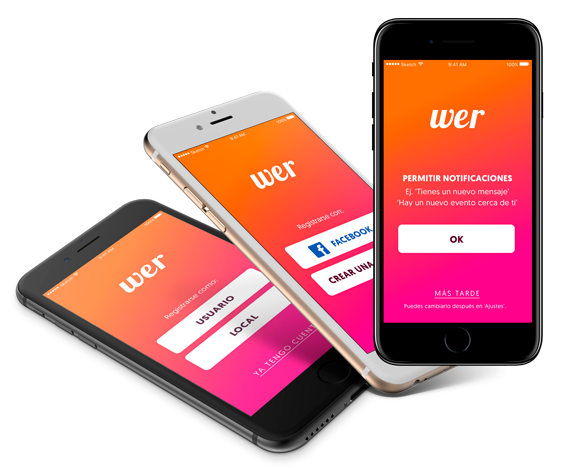 wer
Registrarse como:
USUARIO
LOCAL
YA TENGO CUENT
Sketch
9:41 AM
wer
Registrarse con:
FACEBOOK
CREAR UNA
Sketch
9:41 AM
100%
wer
PERMITIR NOTIFICACIONES
Ej. 'Tienes un nuevo mensaje'
'Hay un nuevo evento cerca de ti'
OK
MÁS TARDE
Puedes cambiarlo después en 'Ajustes'.